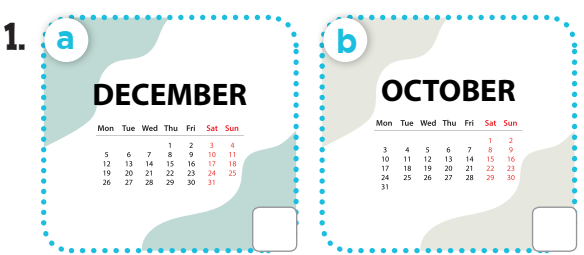 1.
a
DECEMBER
Mon Tue Wed Thu Fri Sat Sun
1 2 3 4
5 6 7 8 9 10 11
12 13 14 15 16 17 18
19 20 21 22 23 24 25
26 27 28 29 30 31
b
OCTOBER
Mon Tue Wed Thu Fri Sat Sun
1 2
3 4 5 6 7 8 9
10 11 12 13 14 15 16
17 18 19 20 21 22 23
24 25 26 27 28 29 30
31